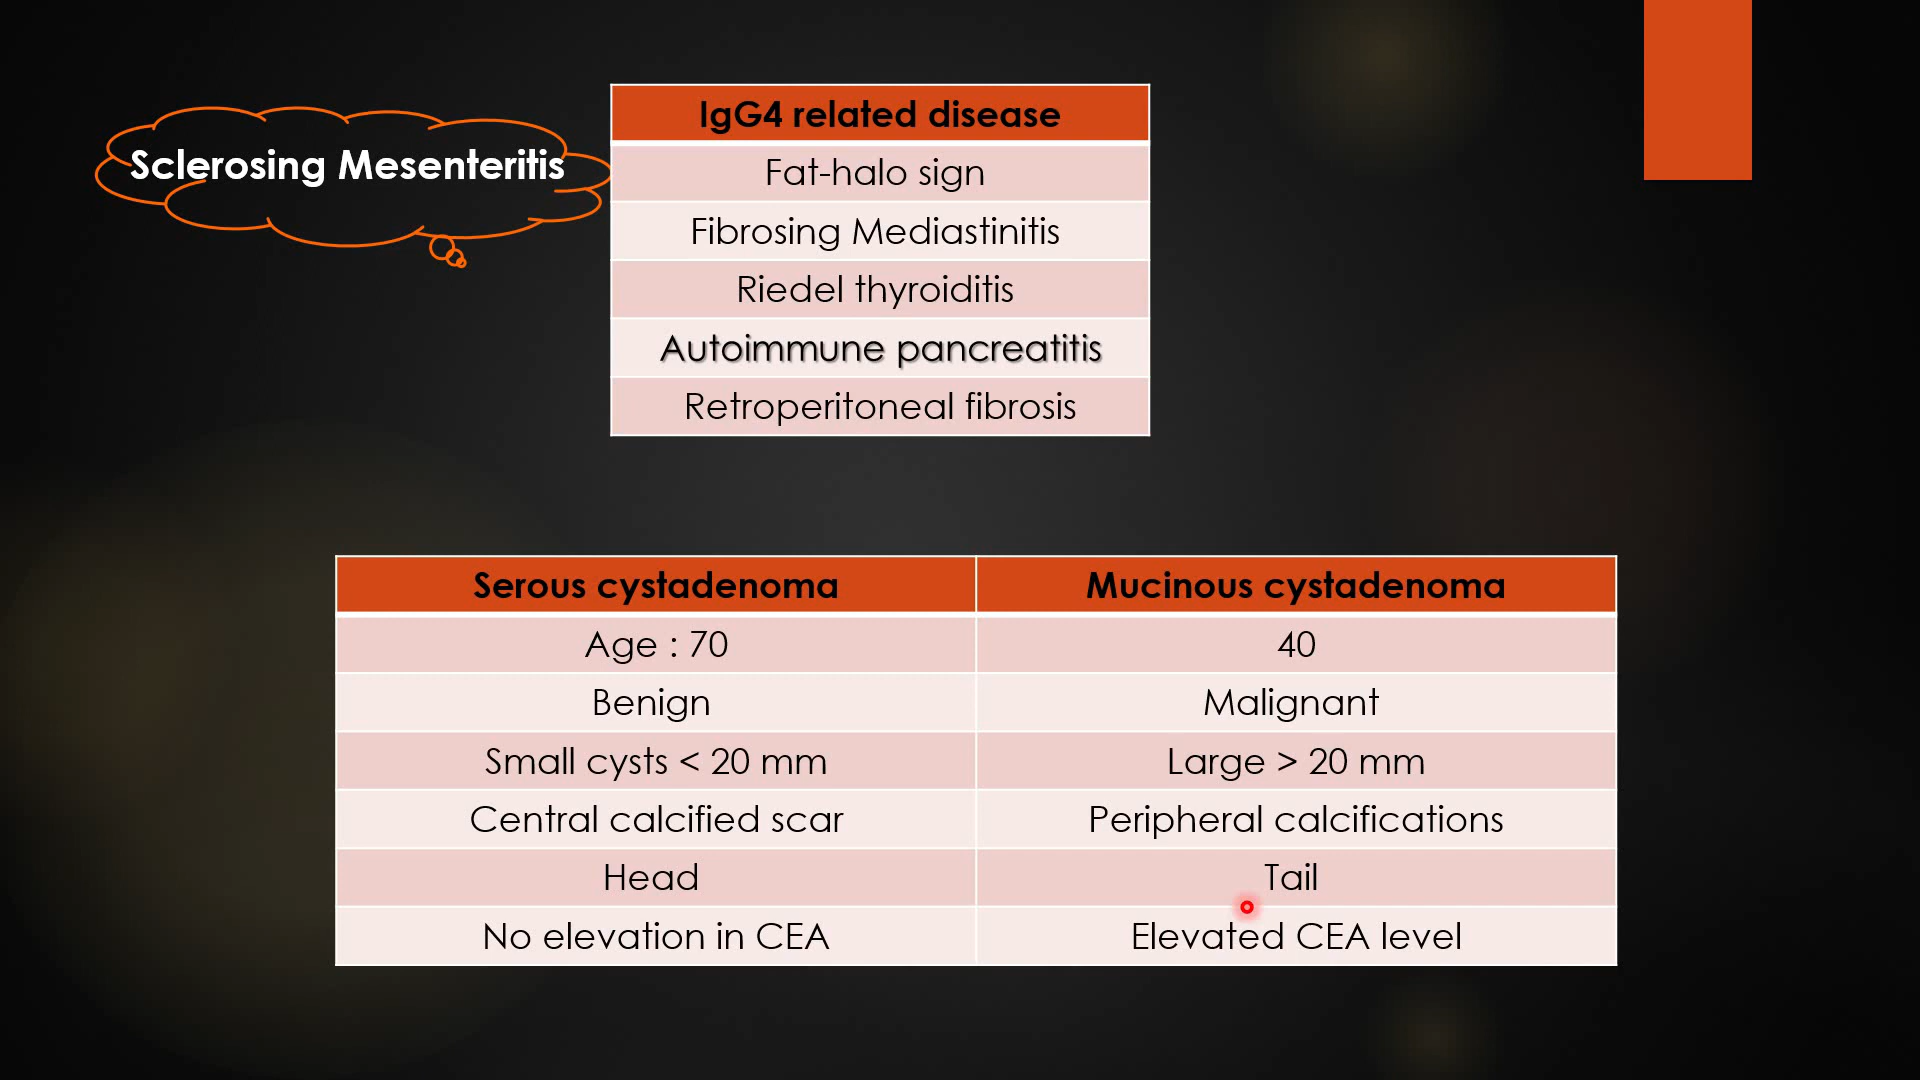 Sclerosing Mesenteritis
IgG4 related disease
Fat-halo sign
Fibrosing Mediastinitis
Riedel thyroiditis
Autoimmune pancreatitis
Retroperitoneal fibrosis
Serous cystadenoma Mucinous cystadenoma
Age : 70 40
Benign Malignant
Small cysts < 20 mm Large > 20 mm
Central calcified scar Peripheral calcifications
Head Tail
No elevation in CEA Elevated CEA level